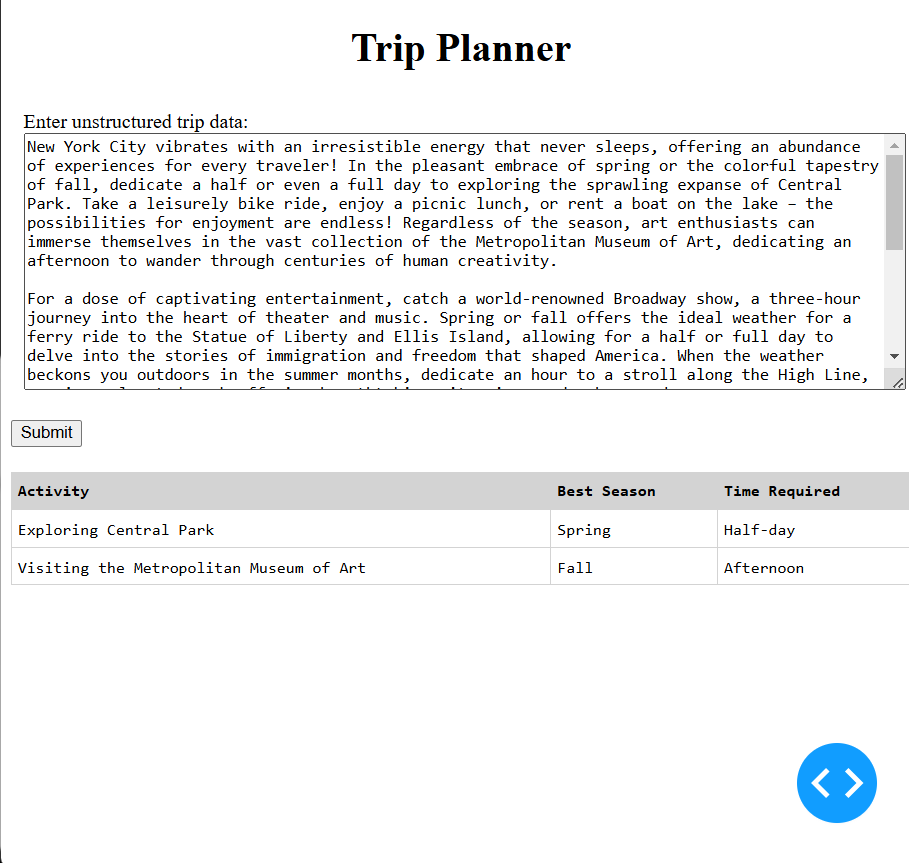 Trip Planner
Enter unstructured trip data:
New York City vibrates with an irresistible energy that never sleeps, offering an abundance
of experiences for every traveler! In the pleasant embrace of spring or the colorful tapestry
of fall, dedicate a half or even a full day to exploring the sprawling expanse of Central
Park. Take a leisurely bike ride, enjoy a picnic lunch, or rent a boat on the lake – the
possibilities for enjoyment are endless! Regardless of the season, art enthusiasts can
immerse themselves in the vast collection of the Metropolitan Museum of Art, dedicating an
afternoon to wander through centuries of human creativity.
For a dose of captivating entertainment, catch a world-renowned Broadway show, a three-hour
journey into the heart of theater and music. Spring or fall offers the ideal weather for a
ferry ride to the Statue of Liberty and Ellis Island, allowing for a half or full day to
delve into the stories of immigration and freedom that shaped America. When the weather
beckons you outdoors in the summer months, dedicate an hour to a stroll along the High Line,
Submit
Activity Best Season Time Required
Exploring Central Park Spring Half-day
Visiting the Metropolitan Museum of Art Fall Afternoon